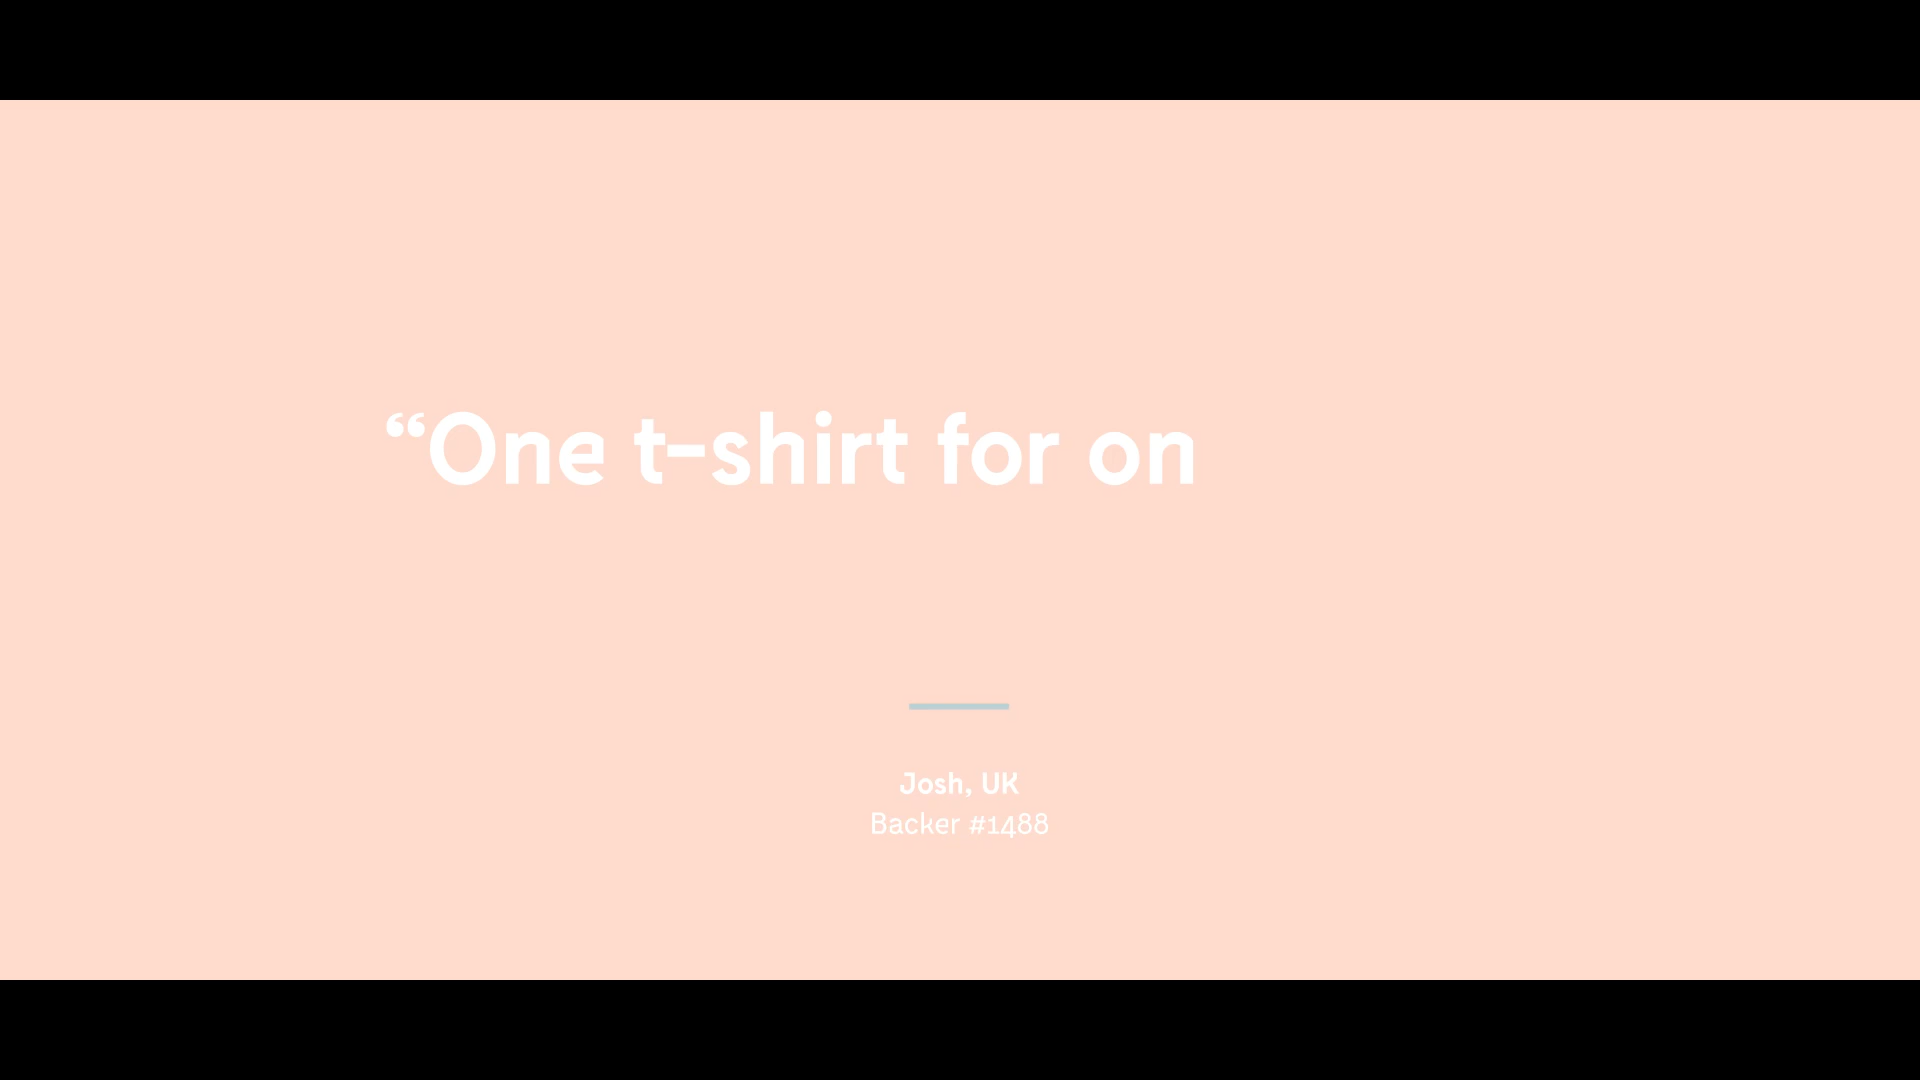 “One t-shirt for on
Josh, UK
Backer #1488